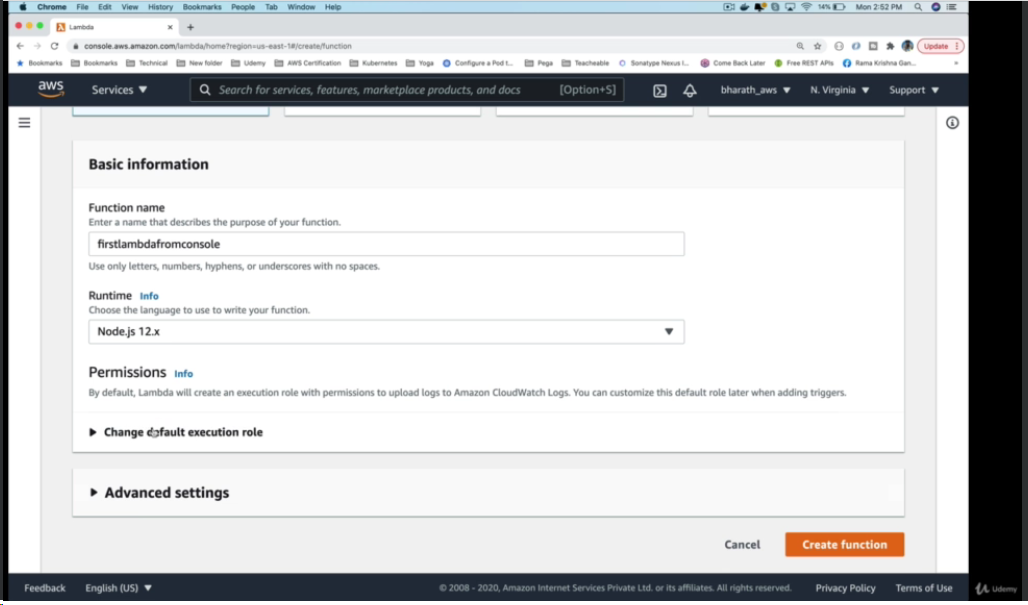 Chrome File Edit View History Bookmarks People Tab Window Help 14% Mon 2:52 PM
Lambda
console.aws.amazon.com/lambda/home?region=us-east-1#/create/function Update
Bookmarks Bookmarks Technical New folder Udemy AWS Certification Kubernetes Yoga Configure a Pod t... Pega Teacheable Sonatype Nexus I... Come Back Later Free REST APIs Rama Krishna Gan... »
aws Services Search for services, features, marketplace products, and docs [Option+S] bharath_aws N. Virginia Support
Basic information
Function name
Enter a name that describes the purpose of your function.
firstlambdafromconsole
Use only letters, numbers, hyphens, or underscores with no spaces.
Runtime Info
Choose the language to use to write your function.
Node.js 12.x
Permissions Info
By default, Lambda will create an execution role with permissions to upload logs to Amazon CloudWatch Logs. You can customize this default role later when adding triggers.
Change default execution role
Advanced settings
Cancel Create function
Feedback English (US) © 2008 - 2020, Amazon Internet Services Private Ltd. or its affiliates. All rights reserved. Privacy Policy Terms of Use
Udemy